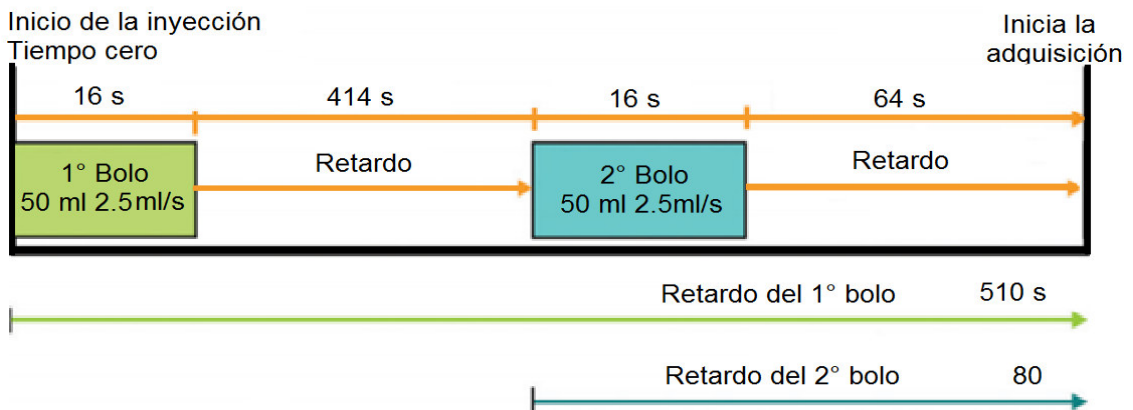 Inicio de la inyección
Tiempo cero
Inicia la
adquisición
16 s
414 s
16 s
64 s
1° Bolo
50 ml 2.5ml/s
Retardo
2° Bolo
50 ml 2.5ml/s
Retardo
Retardo del 1° bolo 510 s
Retardo del 2° bolo 80